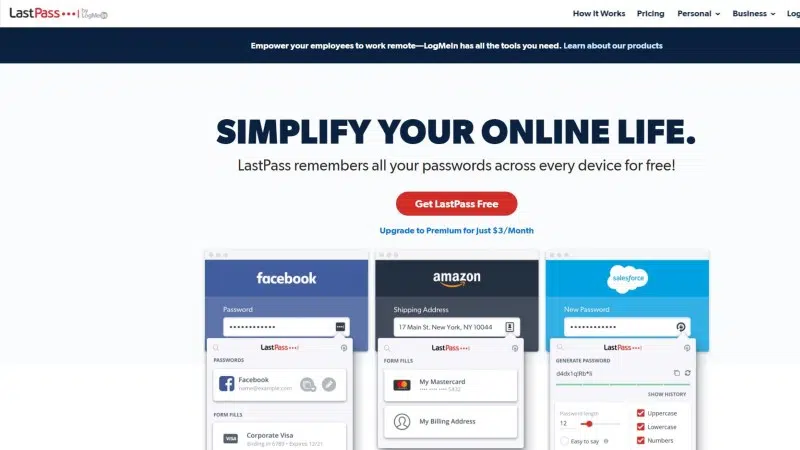 LastPass
by LogMeIn
How It Works
Pricing
Personal
Business
Log
Empower your employees to work remote—LogMeIn has all the tools you need. Learn about our products
SIMPLIFY YOUR ONLINE LIFE.
LastPass remembers all your passwords across every device for free!
Get LastPass Free
Upgrade to Premium for just $3/Month
facebook
Password
LastPass
PASSWORDS
Facebook
name@example.com
FORM FILLS
Corporate Visa
VISA
Ending in 6789 • Expires 12/21
amazon
Shipping Address
17 Main St, New York, NY 10044
LastPass
FORM FILLS
My Mastercard
My Billing Address
salesforce
New Password
LastPass
GENERATE PASSWORD
SHOW HISTORY
Password length
12
Easy to say
Uppercase
Lowercase
Numbers